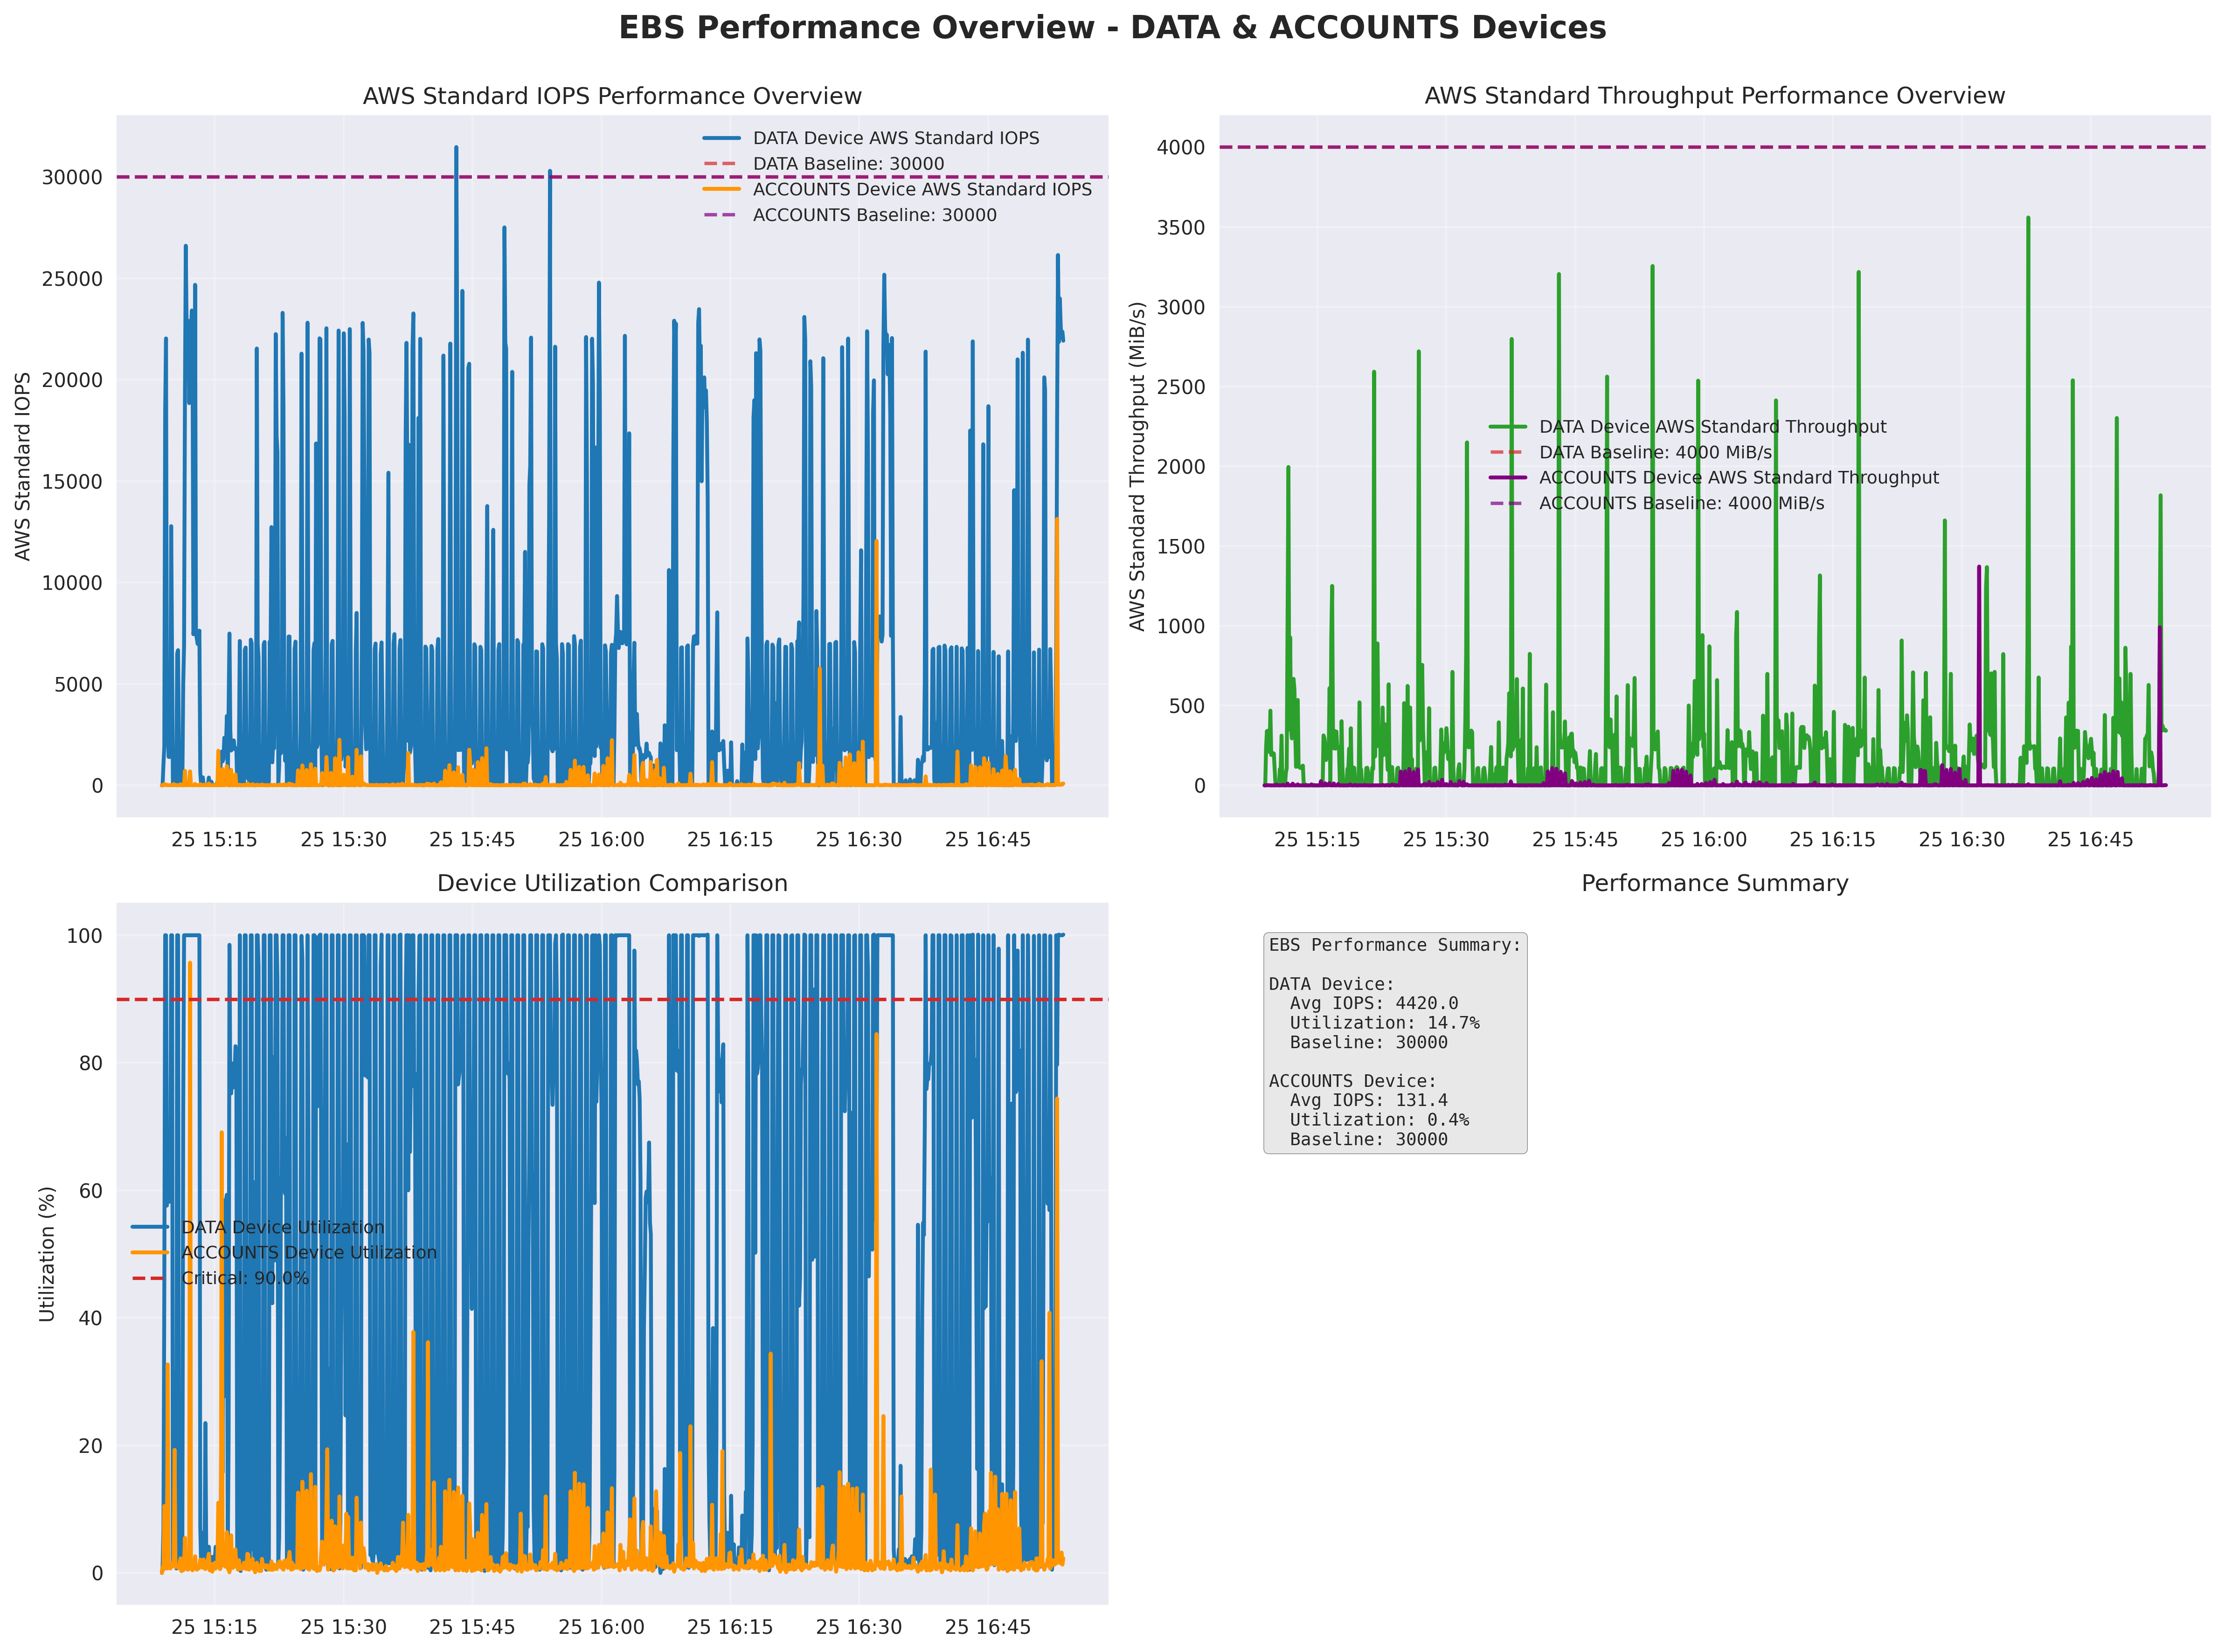 EBS Performance Overview - DATA & ACCOUNTS Devices
AWS Standard IOPS Performance Overview
AWS Standard IOPS
30000
25000
20000
15000
10000
5000
0
DATA Device AWS Standard IOPS
DATA Baseline: 30000
ACCOUNTS Device AWS Standard IOPS
ACCOUNTS Baseline: 30000
25 15:15
25 15:30
25 15:45
25 16:00
25 16:15
25 16:30
25 16:45
AWS Standard Throughput Performance Overview
AWS Standard Throughput (MiB/s)
4000
3500
3000
2500
2000
1500
1000
500
0
DATA Device AWS Standard Throughput
DATA Baseline: 4000 MiB/s
ACCOUNTS Device AWS Standard Throughput
ACCOUNTS Baseline: 4000 MiB/s
25 15:15
25 15:30
25 15:45
25 16:00
25 16:15
25 16:30
25 16:45
Device Utilization Comparison
Utilization (%)
100
80
60
40
20
0
DATA Device Utilization
ACCOUNTS Device Utilization
Critical: 90.0%
25 15:15
25 15:30
25 15:45
25 16:00
25 16:15
25 16:30
25 16:45
Performance Summary
EBS Performance Summary:
DATA Device:
Avg IOPS: 4420.0
Utilization: 14.7%
Baseline: 30000
ACCOUNTS Device:
Avg IOPS: 131.4
Utilization: 0.4%
Baseline: 30000